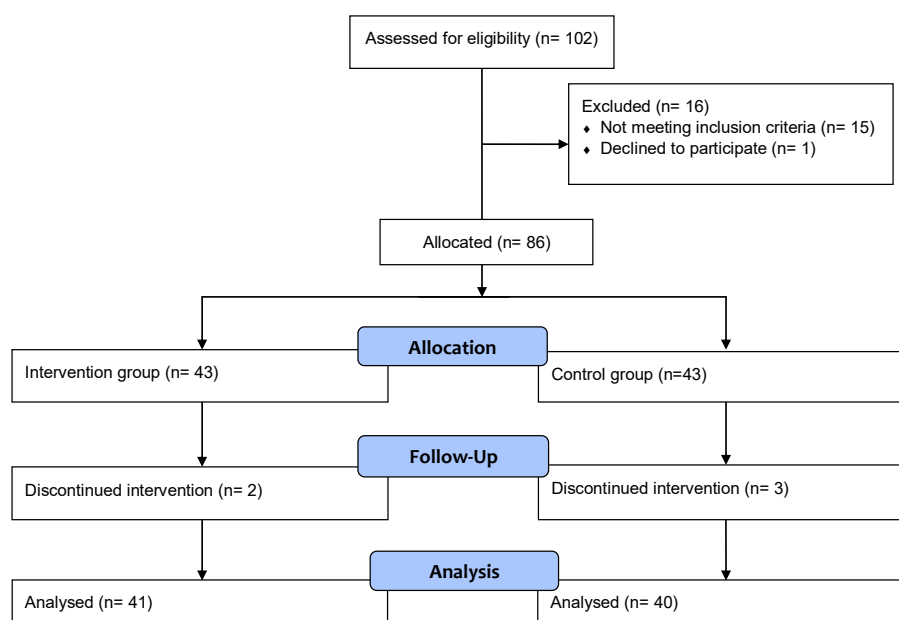 Assessed for eligibility (n= 102)
Excluded (n= 16)
♦ Not meeting inclusion criteria (n= 15)
♦ Declined to participate (n= 1)
Allocated (n= 86)
Allocation
Intervention group (n= 43)
Control group (n=43)
Follow-Up
Discontinued intervention (n= 2)
Discontinued intervention (n= 3)
Analysis
Analysed (n= 41)
Analysed (n= 40)